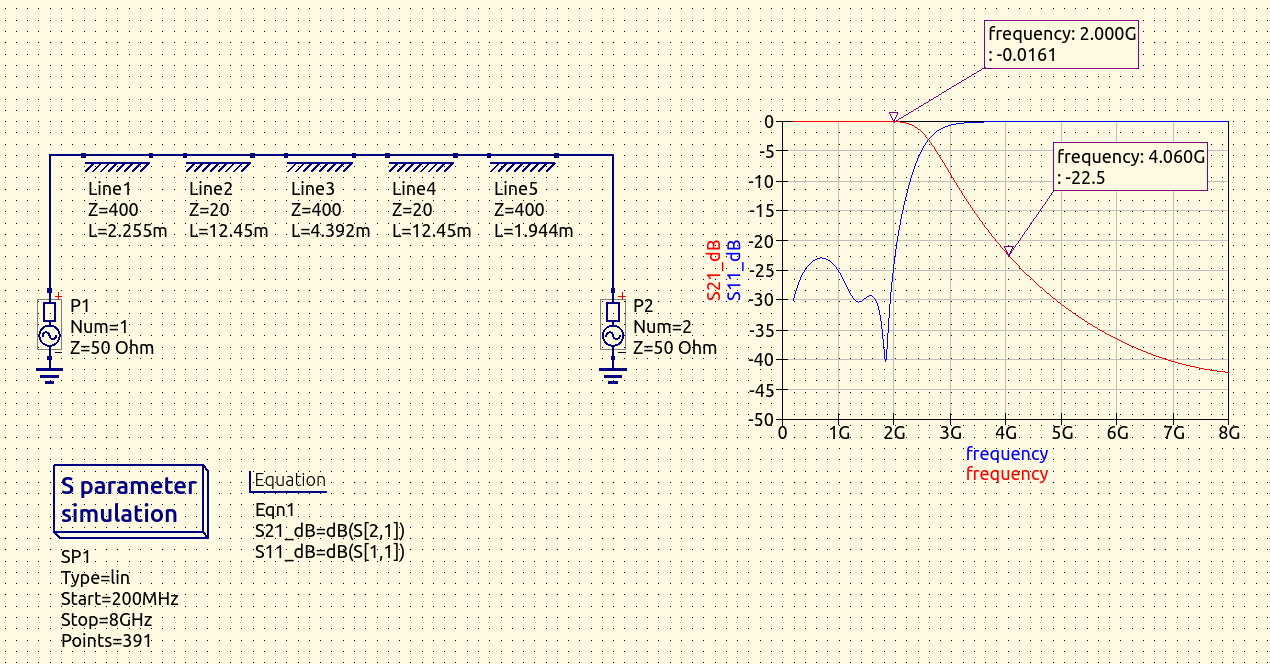 Line1
Z=400
L=2.255m
Line2
Z=20
L=12.45m
Line3
Z=400
L=4.392m
Line4
Z=20
L=12.45m
Line5
Z=400
L=1.944m
P1
Num=1
Z=50 Ohm
P2
Num=2
Z=50 Ohm
S parameter
simulation
SP1
Type=lin
Start=200MHz
Stop=8GHz
Points=391
Equation
Eqn1
S21_dB=dB(S[2,1])
S11_dB=dB(S[1,1])
frequency: 2.000G
: -0.0161
frequency: 4.060G
: -22.5
S21_dB
S11_dB
0
-5
-10
-15
-20
-25
-30
-35
-40
-45
-50
0 1G 2G 3G 4G 5G 6G 7G 8G
frequency
frequency